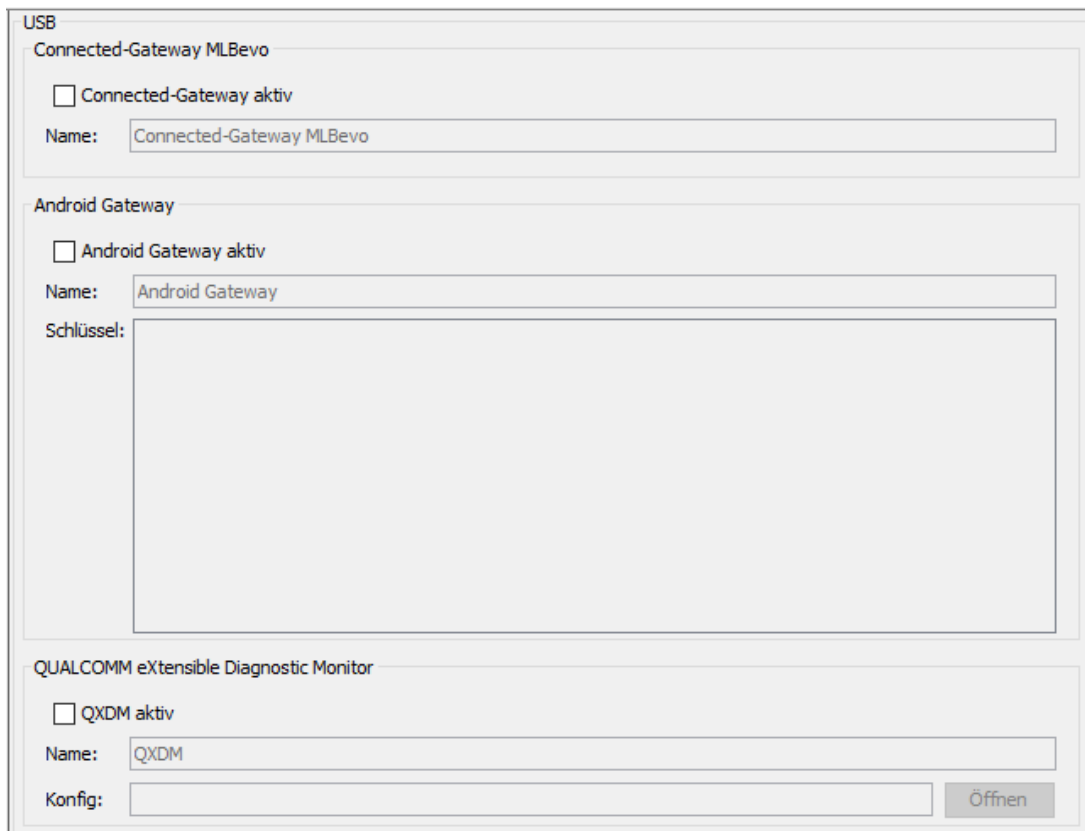 USB
Connected-Gateway MLBevo
Connected-Gateway aktiv
Name: Connected-Gateway MLBevo
Android Gateway
Android Gateway aktiv
Name: Android Gateway
Schlüssel:
QUALCOMM eXtensible Diagnostic Monitor
QXDM aktiv
Name: QXDM
Konfig: Öffnen